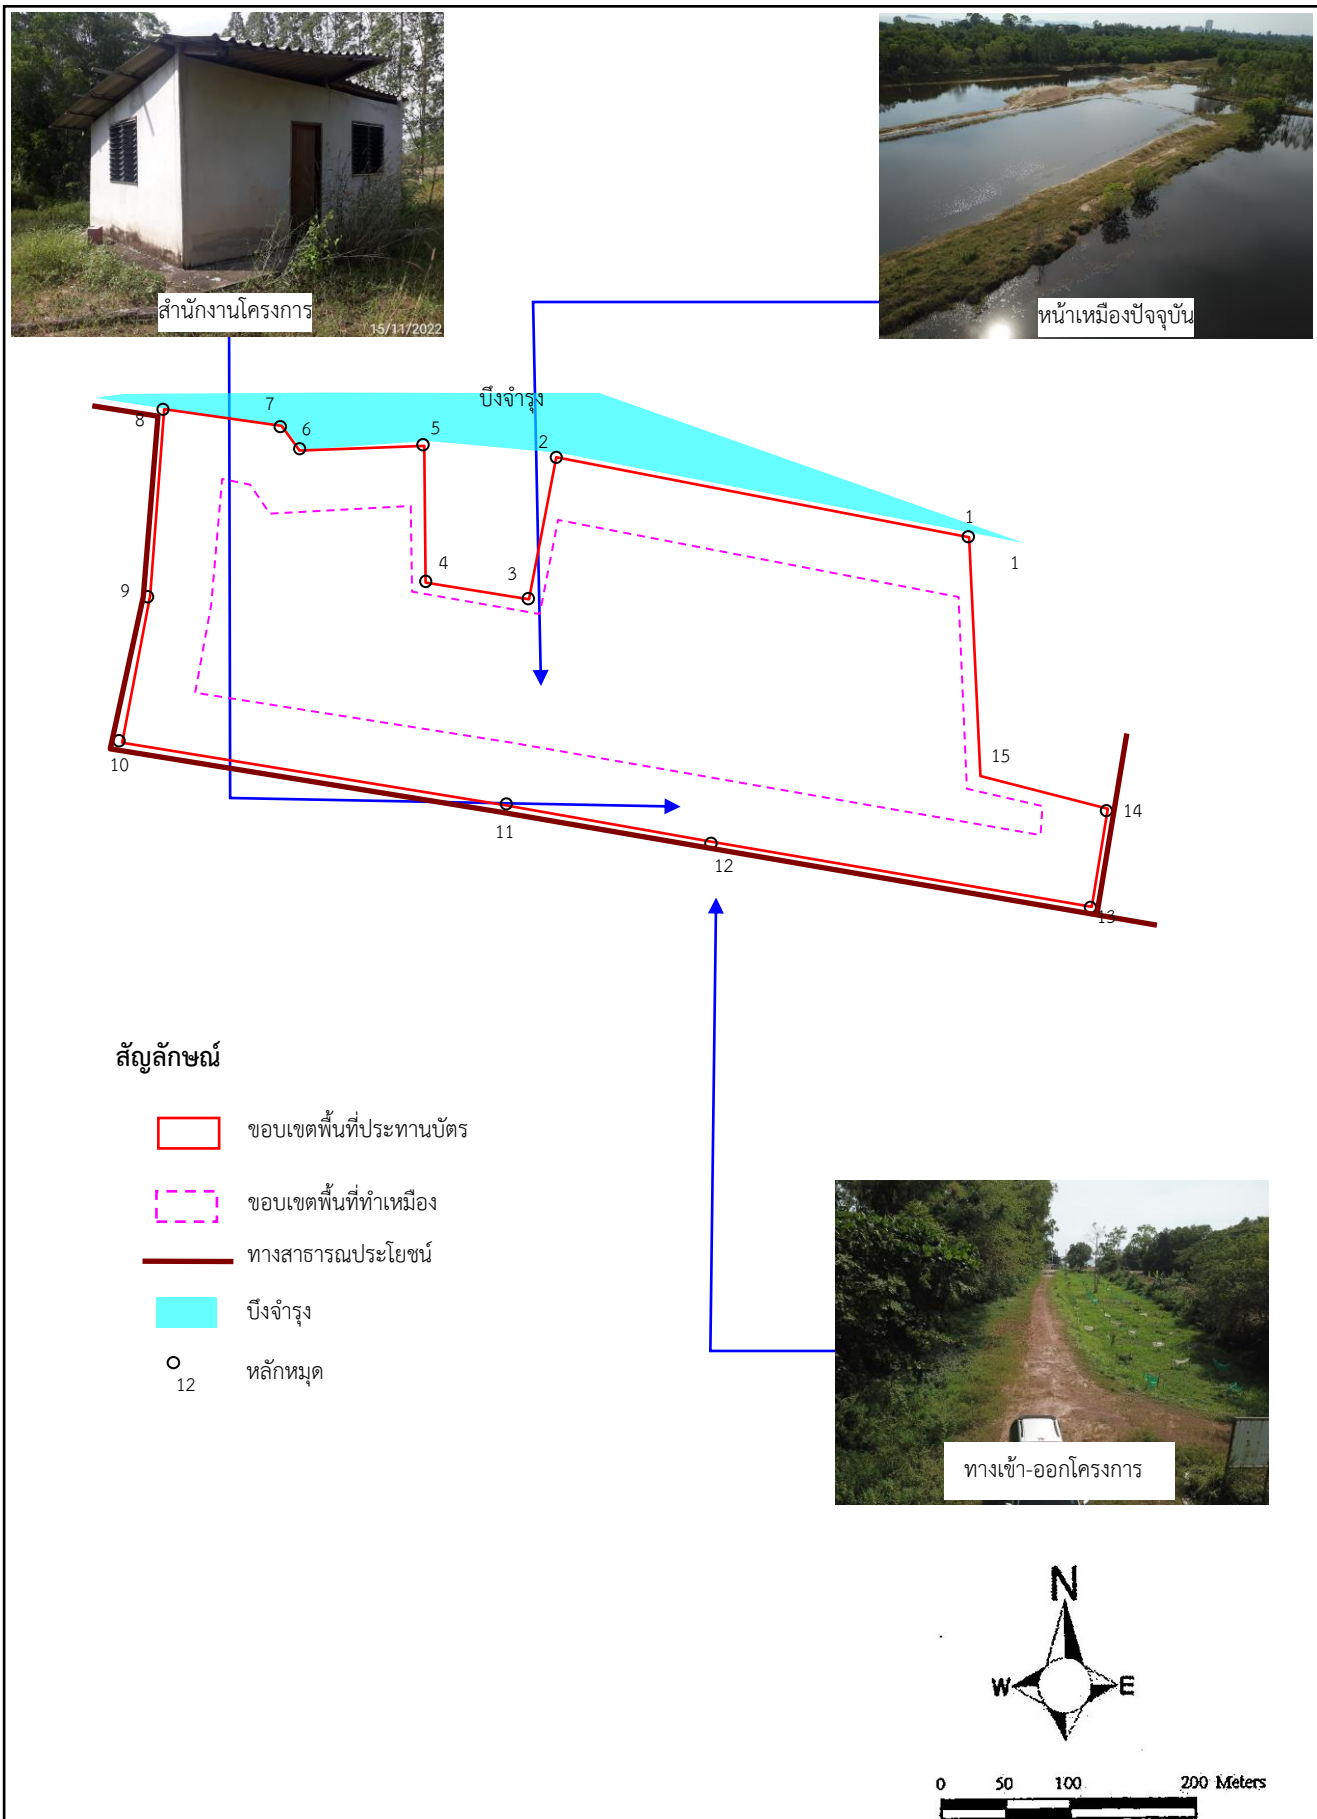 สำนักงานโครงการ
15/11/2022
หน้าเหมืองปัจจุบัน
บึงจำรุง
8
7
6
5
2
1
1
9
4
3
10
11
12
15
14
13
สัญลักษณ์
ขอบเขตพื้นที่ประทานบัตร
ขอบเขตพื้นที่ทำเหมือง
ทางสาธารณประโยชน์
บึงจำรุง
12 หลักหมุด
ทางเข้า-ออกโครงการ
N
W E
0 50 100 200 Meters